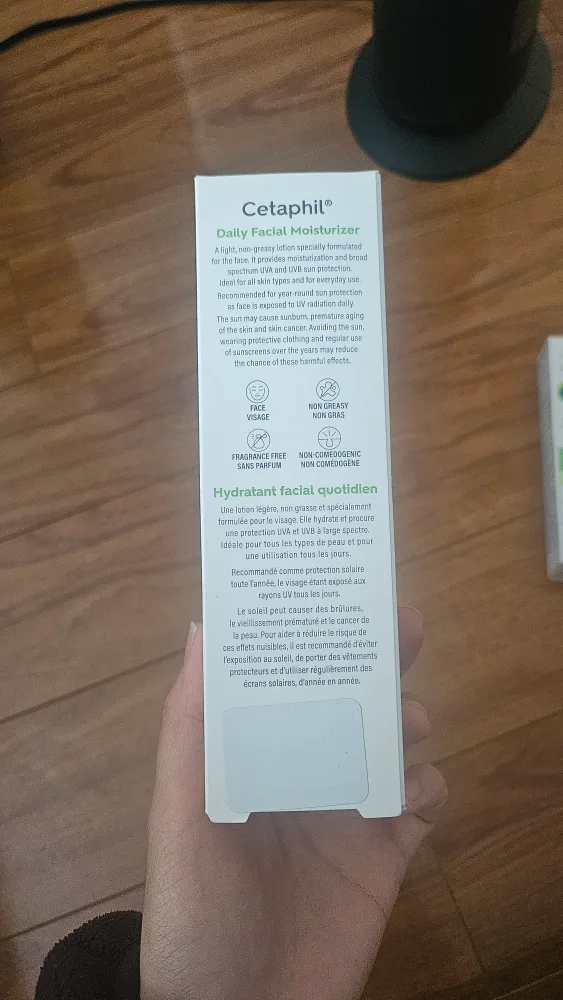 Cetaphil®
Daily Facial Moisturizer
A light, non-greasy lotion specially formulated
for the face. It provides moisturization and broad
spectrum UVA and UVB sun protection.
Ideal for all skin types and for everyday use.
Recommended for year-round sun protection
as face is exposed to UV radiation daily.
The sun may cause sunburn, premature aging
of the skin and skin cancer. Avoiding the sun,
wearing protective clothing and regular use
of sunscreens over the years may reduce
the chance of these harmful effects.
FACE
VISAGE
NON GREASY
NON GRAS
FRAGRANCE FREE
SANS PARFUM
NON-COMEDOGENIC
NON COMÉDOGÈNE
Hydratant facial quotidien
Une lotion légère, non grasse et spécialement
formulée pour le visage. Elle hydrate et procure
une protection UVA et UVB à large spectre.
Idéale pour tous les types de peau et pour
une utilisation tous les jours.
Recommandé comme protection solaire
toute l'année, le visage étant exposé aux
rayons UV tous les jours.
Le soleil peut causer des brûlures,
le vieillissement prématuré et le cancer de
la peau. Pour aider à réduire le risque de
ces effets nuisibles, il est recommandé d'éviter
l'exposition au soleil, de porter des vêtements
protecteurs et d'utiliser régulièrement des
écrans solaires, d'année en année.